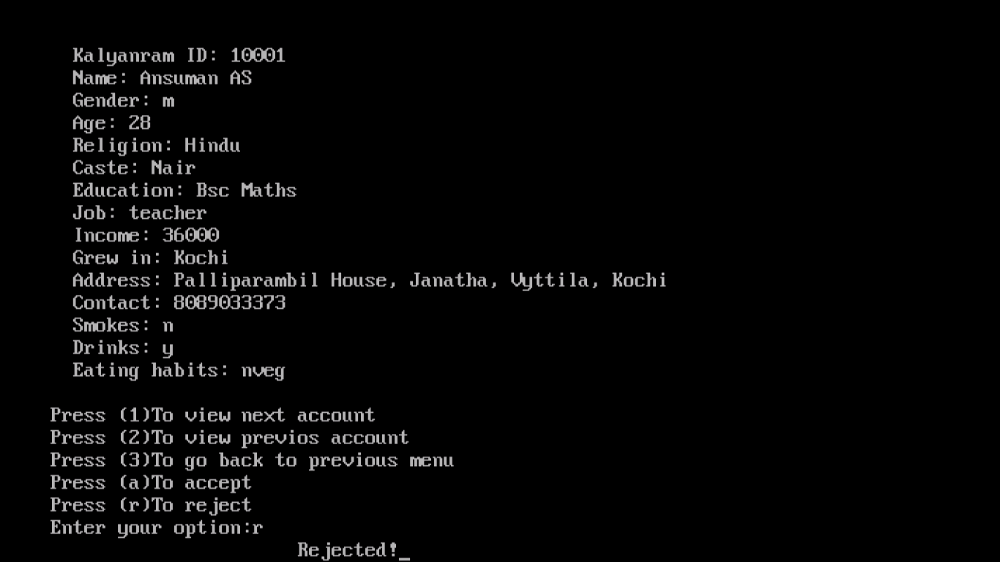 Kalyanram ID: 10001
Name: Ansuman AS
Gender: m
Age: 28
Religion: Hindu
Caste: Nair
Education: Bsc Maths
Job: teacher
Income: 36000
Grew in: Kochi
Address: Palliparambil House, Janatha, Vyttila, Kochi
Contact: 8089033373
Smokes: n
Drinks: y
Eating habits: nveg
Press (1)To view next account
Press (2)To view previos account
Press (3)To go back to previous menu
Press (a)To accept
Press (r)To reject
Enter your option:r
Rejected!_